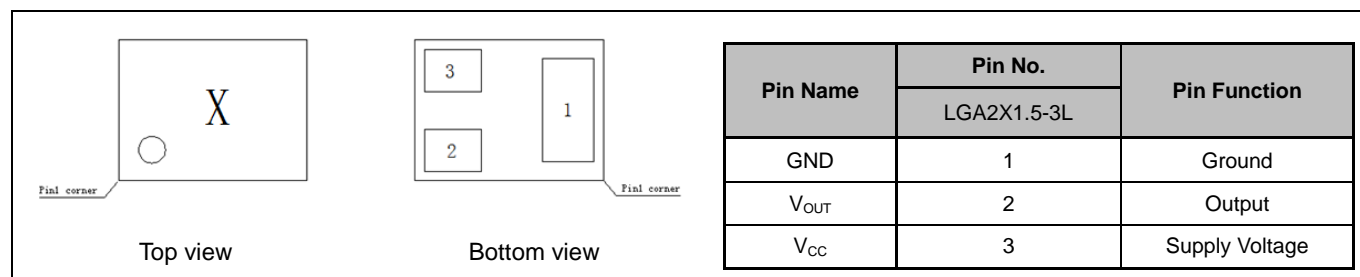 X
Pin1 corner
Top view
3
1
2
Pin1 corner
Bottom view
Pin Name Pin No. Pin Function
LGA2X1.5-3L
GND 1 Ground
VOUT 2 Output
VCC 3 Supply Voltage